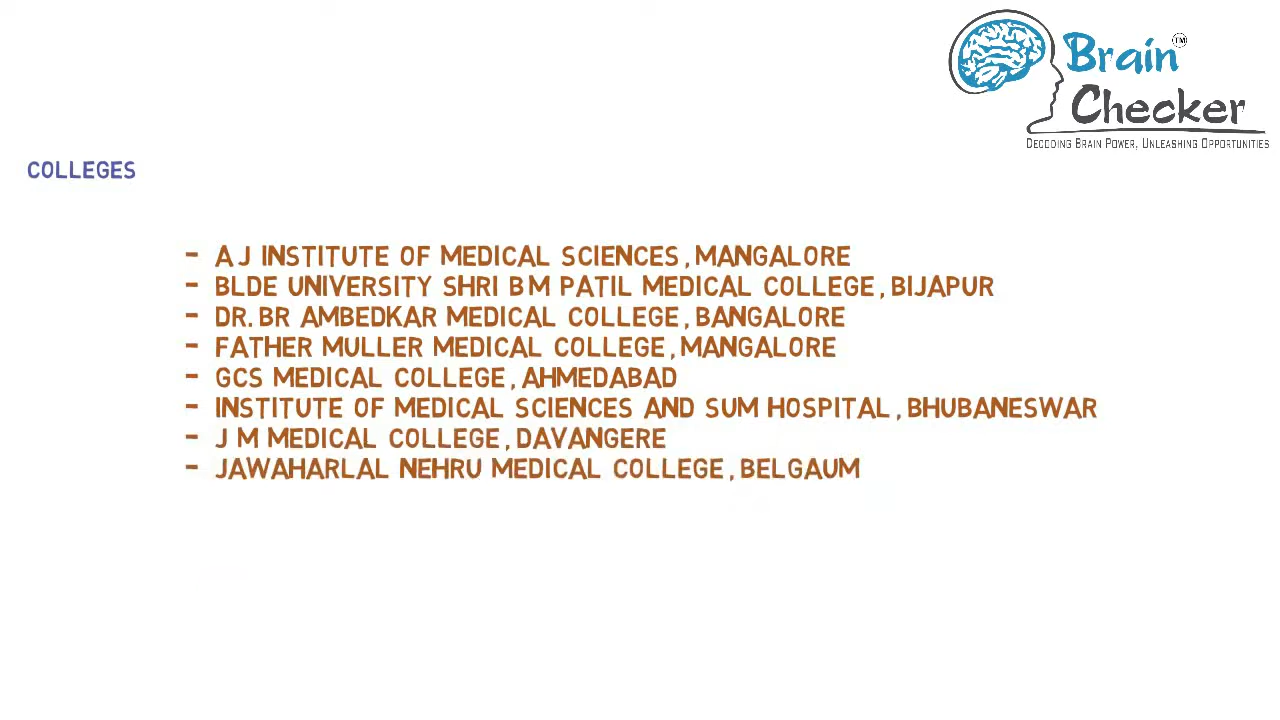 Brain TM
Checker
DECODING BRAIN POWER, UNLEASHING OPPORTUNITIES
COLLEGES
- A J INSTITUTE OF MEDICAL SCIENCES, MANGALORE
- BLDE UNIVERSITY SHRI B M PATIL MEDICAL COLLEGE, BIJAPUR
- DR. BR AMBEDKAR MEDICAL COLLEGE, BANGALORE
- FATHER MULLER MEDICAL COLLEGE, MANGALORE
- GCS MEDICAL COLLEGE, AHMEDABAD
- INSTITUTE OF MEDICAL SCIENCES AND SUM HOSPITAL, BHUBANESWAR
- J M MEDICAL COLLEGE, DAVANGERE
- JAWAHARLAL NEHRU MEDICAL COLLEGE, BELGAUM